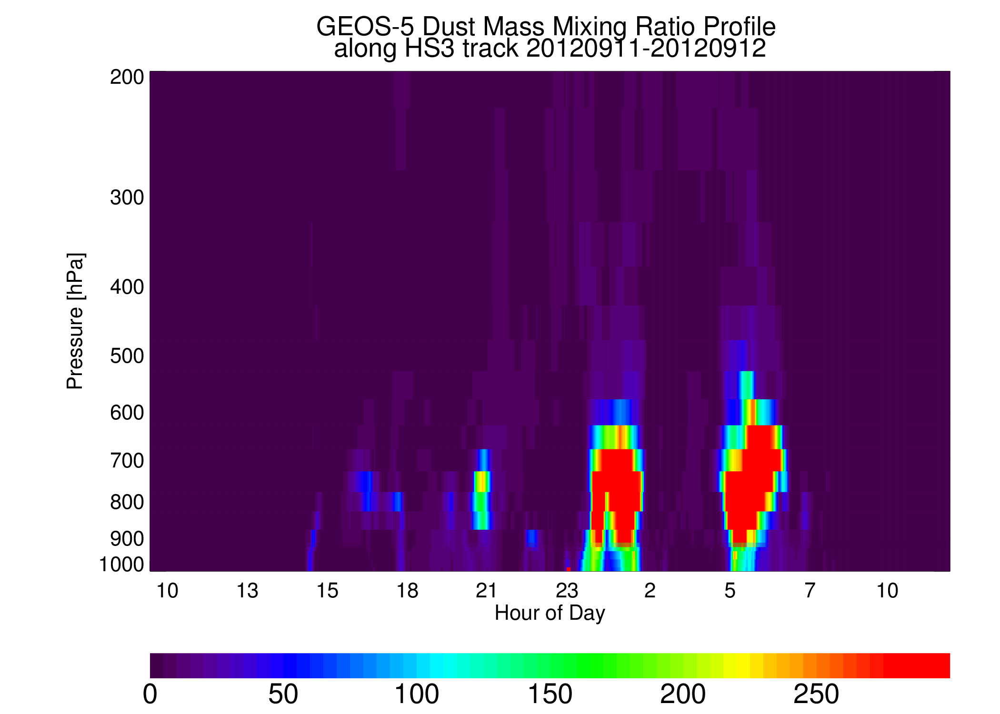 GEOS-5 Dust Mass Mixing Ratio Profile
along HS3 track 20120911-20120912
200
300
400
500
600
700
800
900
1000
Pressure [hPa]
10 13 15 18 21 23 2 5 7 10
Hour of Day
0 50 100 150 200 250